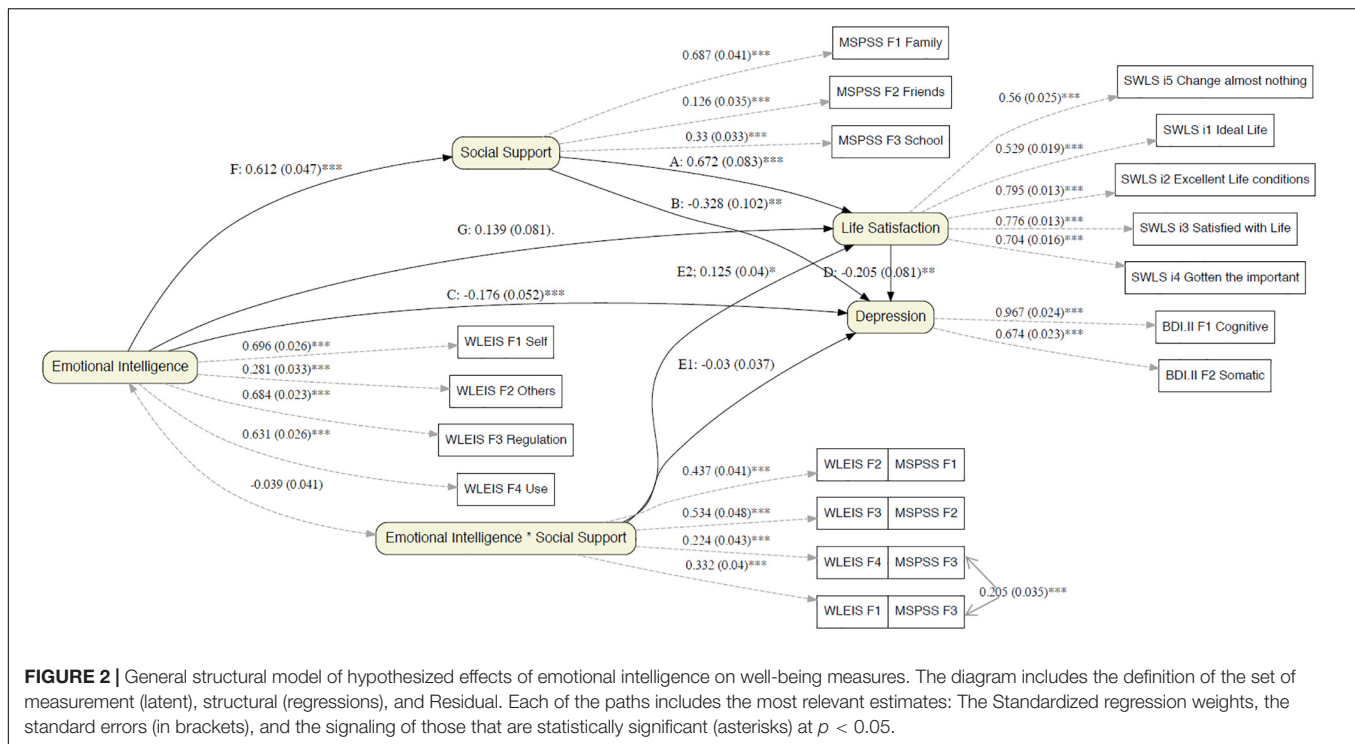 0.687 (0.041)***
MSPSS F1 Family
0.126 (0.035)***
MSPSS F2 Friends
0.33 (0.033)***
MSPSS F3 School
Social Support
F: 0.612 (0.047)***
A: 0.672 (0.083)***
B: -0.328 (0.102)**
0.56 (0.025)***
SWLS i5 Change almost nothing
0.529 (0.019)***
SWLS i1 Ideal Life
0.795 (0.013)***
SWLS i2 Excellent Life conditions
0.776 (0.013)***
SWLS i3 Satisfied with Life
0.704 (0.016)***
SWLS i4 Gotten the important
Life Satisfaction
G: 0.139 (0.081).
E2; 0.125 (0.04)*
D: -0.205 (0.081)**
C: -0.176 (0.052)***
Depression
0.967 (0.024)***
BDI.II F1 Cognitive
0.674 (0.023)***
BDI.II F2 Somatic
Emotional Intelligence
0.696 (0.026)***
WLEIS F1 Self
0.281 (0.033)***
WLEIS F2 Others
0.684 (0.023)***
WLEIS F3 Regulation
0.631 (0.026)***
WLEIS F4 Use
E1: -0.03 (0.037)
-0.039 (0.041)
Emotional Intelligence * Social Support
0.437 (0.041)***
WLEIS F2 MSPSS F1
0.534 (0.048)***
WLEIS F3 MSPSS F2
0.224 (0.043)***
WLEIS F4 MSPSS F3
0.332 (0.04)***
WLEIS F1 MSPSS F3
0.205 (0.035)***
FIGURE 2 | General structural model of hypothesized effects of emotional intelligence on well-being measures. The diagram includes the definition of the set of
measurement (latent), structural (regressions), and Residual. Each of the paths includes the most relevant estimates: The Standardized regression weights, the
standard errors (in brackets), and the signaling of those that are statistically significant (asterisks) at p < 0.05.